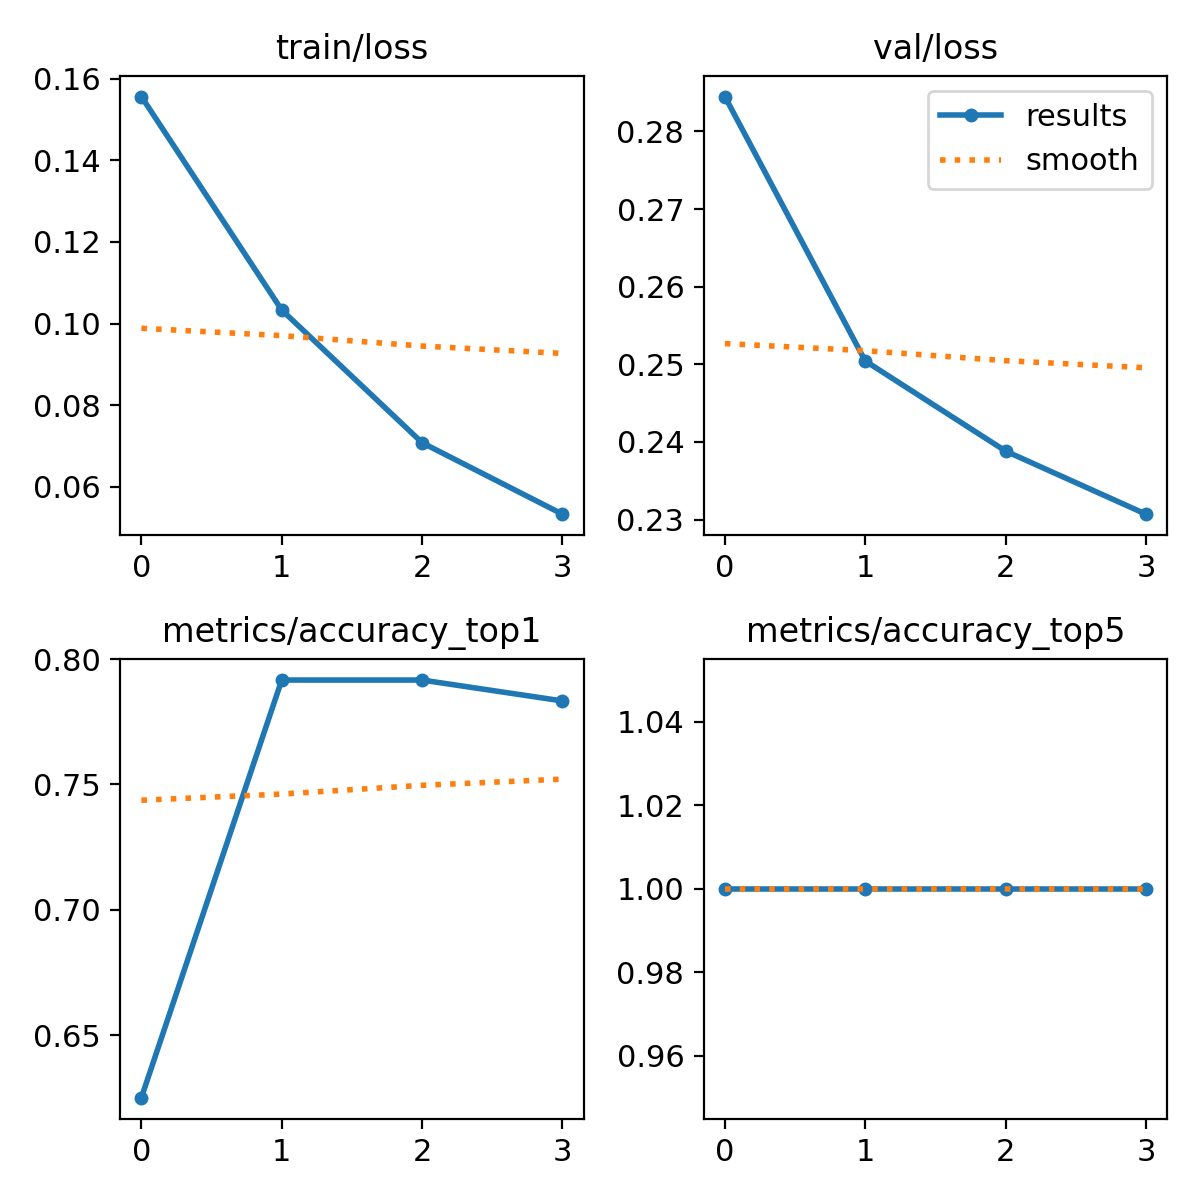 train/loss
0.16
0.14
0.12
0.10
0.08
0.06
0 1 2 3
val/loss
results
smooth
0.28
0.27
0.26
0.25
0.24
0.23
0 1 2 3
metrics/accuracy_top1
0.80
0.75
0.70
0.65
0 1 2 3
metrics/accuracy_top5
1.04
1.02
1.00
0.98
0.96
0 1 2 3